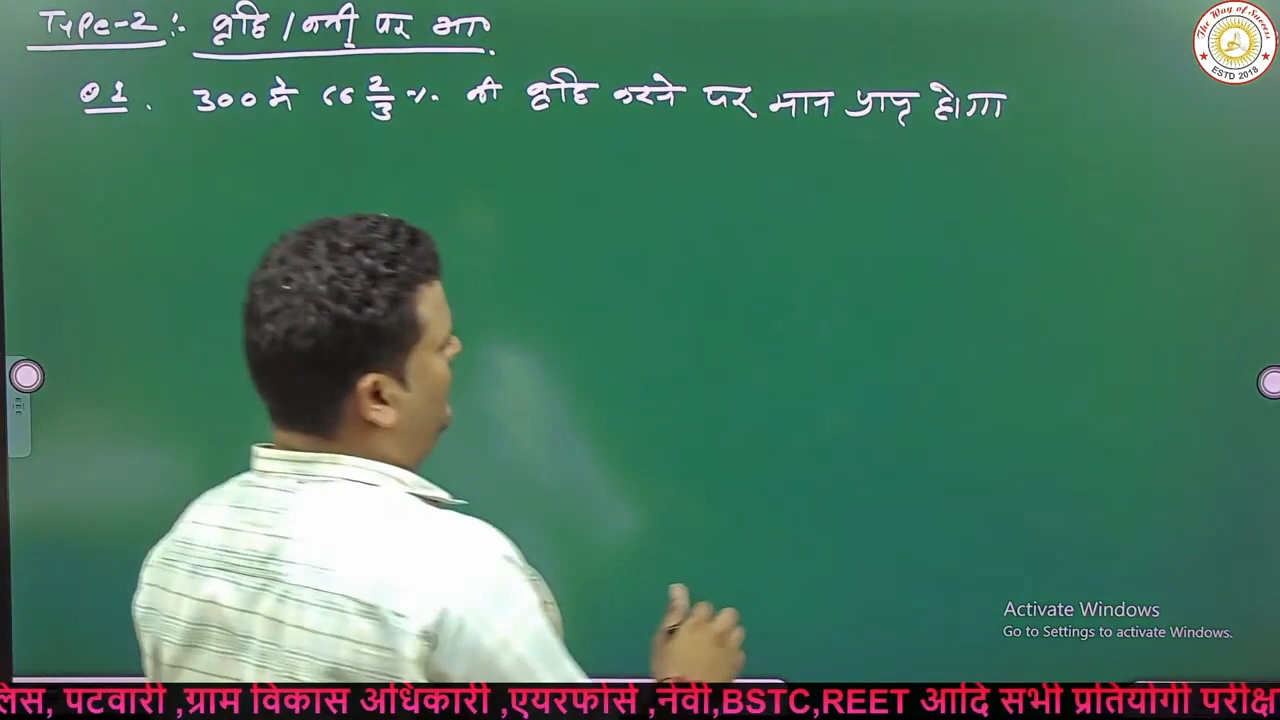 Type-2 :- वृद्धि / कमी पर आ०
Q 1. 300 में 66 2/3 % की वृद्धि करने पर मान प्राप्त होगा
The Way of Success
ESTD 2018
Activate Windows
Go to Settings to activate Windows.
लिस, पटवारी ,ग्राम विकास अधिकारी ,एयरफोर्स ,नेवी,BSTC,REET आदि सभी प्रतियोगी परीक्ष